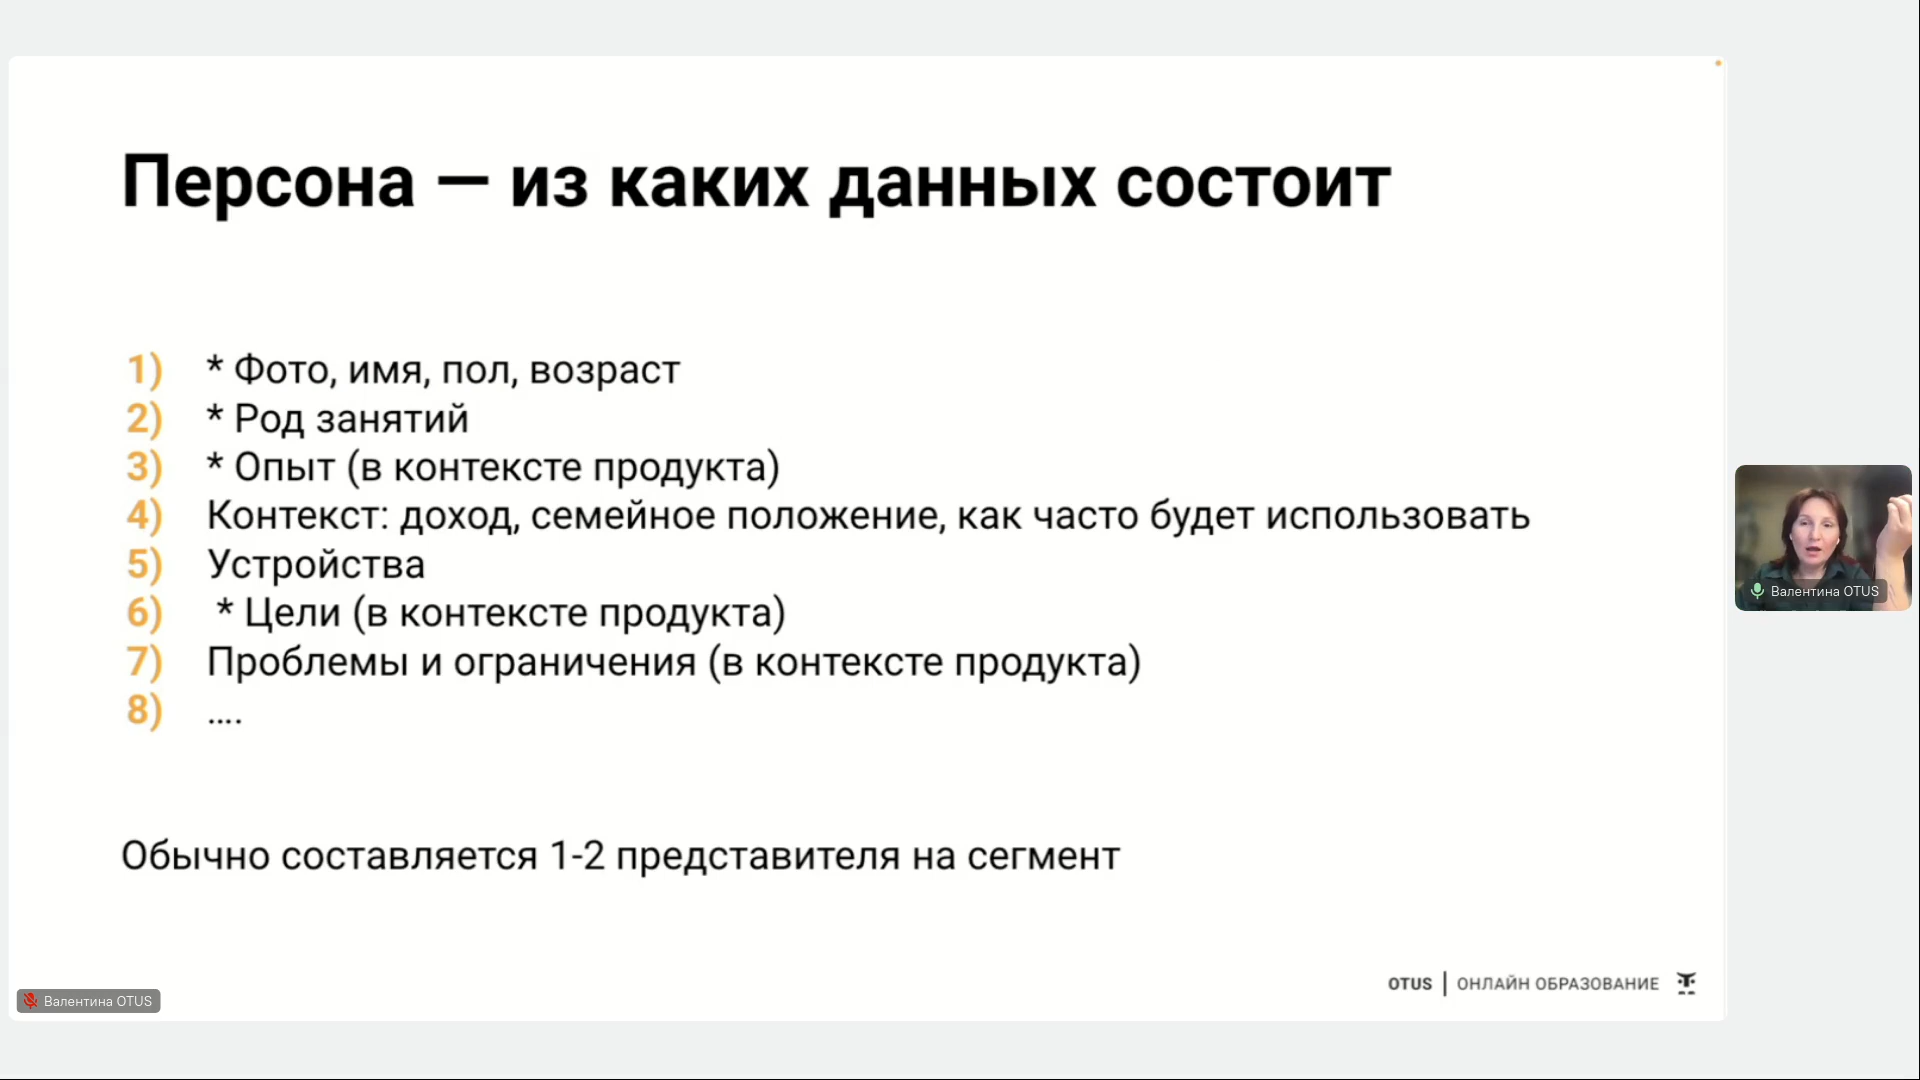 Персона — из каких данных состоит
1) * Фото, имя, пол, возраст
2) * Род занятий
3) * Опыт (в контексте продукта)
4) Контекст: доход, семейное положение, как часто будет использовать
5) Устройства
6) * Цели (в контексте продукта)
7) Проблемы и ограничения (в контексте продукта)
8) ....
Обычно составляется 1-2 представителя на сегмент
OTUS | ОНЛАЙН ОБРАЗОВАНИЕ
Валентина OTUS
Валентина OTUS